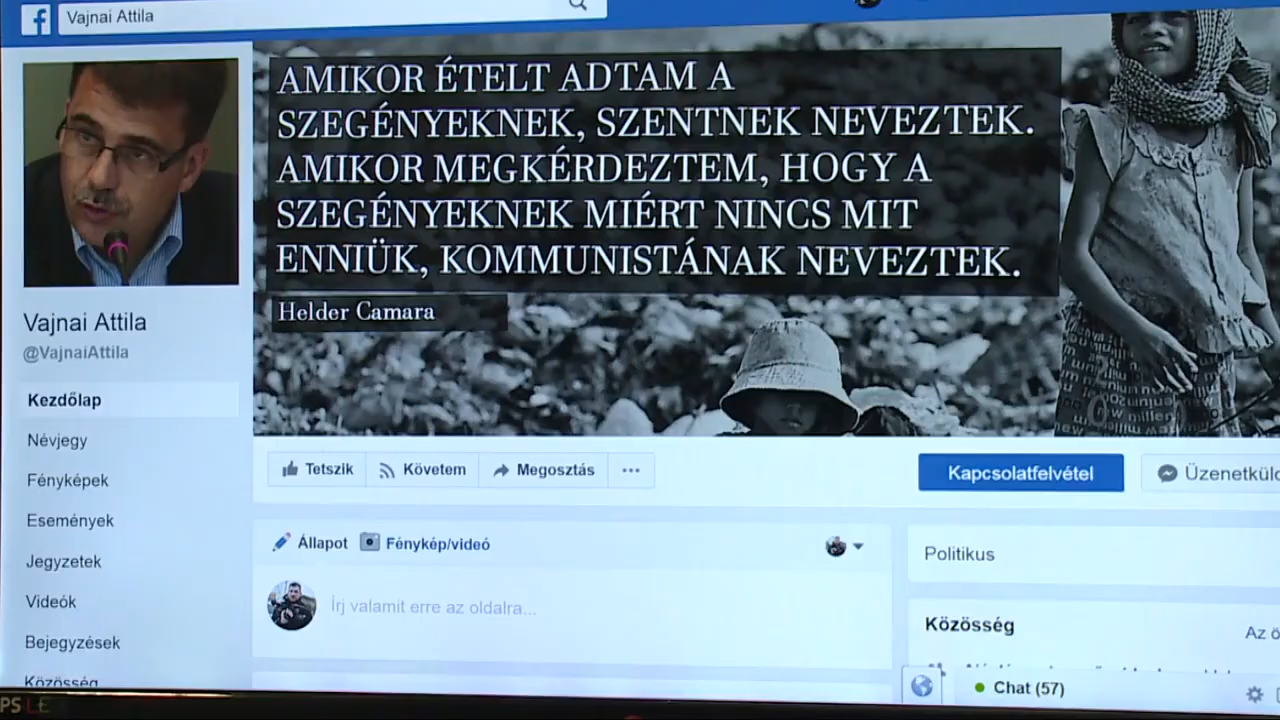 Vajnai Attila
AMIKOR ÉTELT ADTAM A
SZEGÉNYEKNEK, SZENTNEK NEVEZTEK.
AMIKOR MEGKÉRDEZTEM, HOGY A
SZEGÉNYEKNEK MIÉRT NINCS MIT
ENNIÜK, KOMMUNISTÁNAK NEVEZTEK.
Helder Camara
Vajnai Attila
@VajnaiAttila
Kezdőlap
Névjegy
Fényképek
Események
Jegyzetek
Videók
Bejegyzések
Közösség
Tetszik
Követem
Megosztás
Kapcsolatfelvétel
Üzenetküld
Állapot
Fénykép/videó
Írj valamit erre az oldalra...
Politikus
Közösség
Az ö
Chat (57)